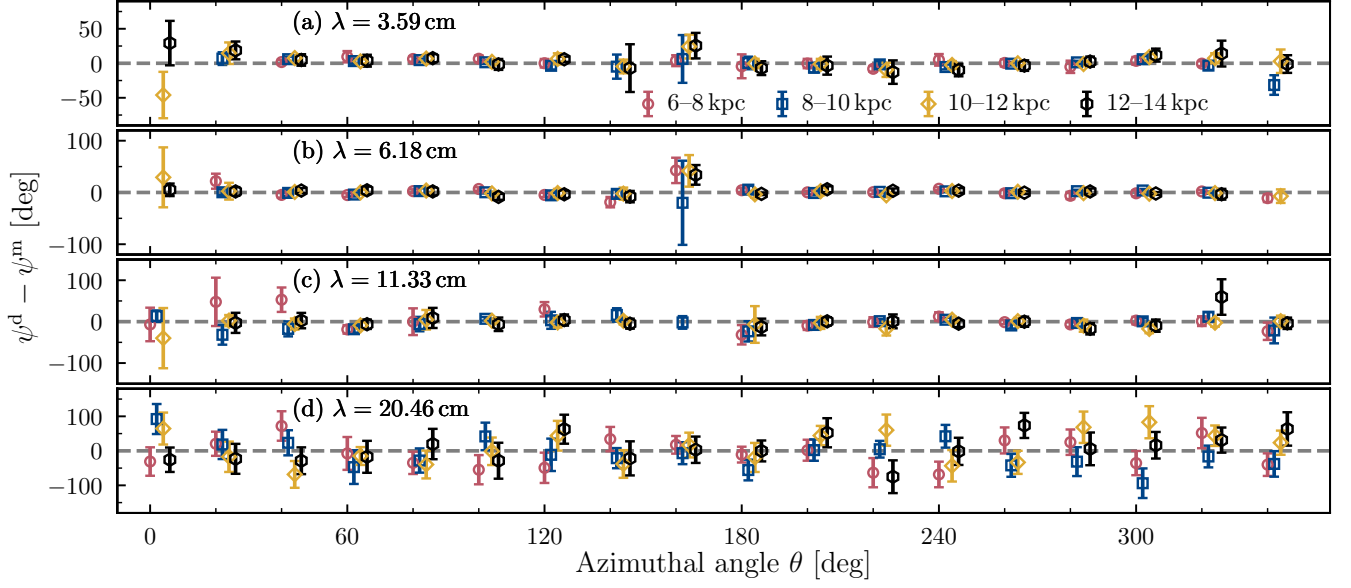 (a) λ = 3.59 cm
50
0
−50
6–8 kpc 8–10 kpc 10–12 kpc 12–14 kpc
(b) λ = 6.18 cm
100
0
−100
(c) λ = 11.33 cm
100
0
−100
(d) λ = 20.46 cm
100
0
−100
ψᵈ − ψᵐ [deg]
0 60 120 180 240 300
Azimuthal angle θ [deg]